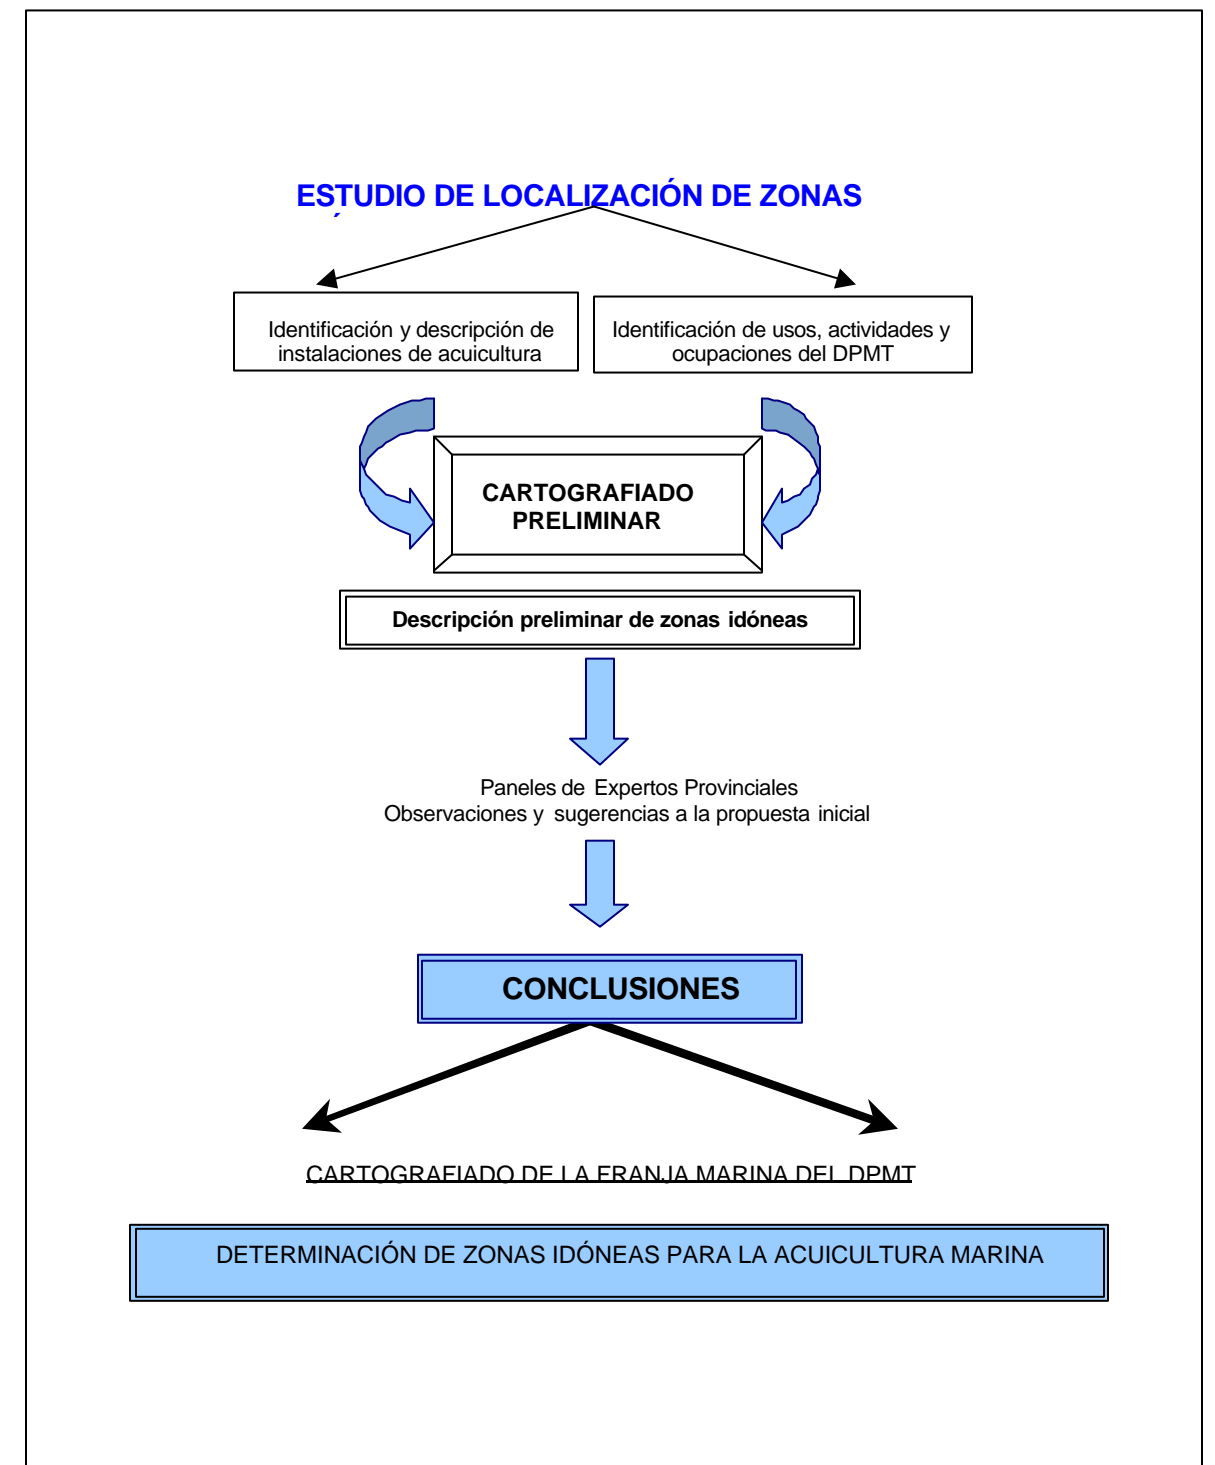 ESTUDIO DE LOCALIZACIÓN DE ZONAS
Identificación y descripción de
instalaciones de acuicultura
Identificación de usos, actividades y
ocupaciones del DPMT
CARTOGRAFIADO
PRELIMINAR
Descripción preliminar de zonas idóneas
Paneles de Expertos Provinciales
Observaciones y sugerencias a la propuesta inicial
CONCLUSIONES
CARTOGRAFIADO DE LA FRANJA MARINA DEL DPMT
DETERMINACIÓN DE ZONAS IDÓNEAS PARA LA ACUICULTURA MARINA